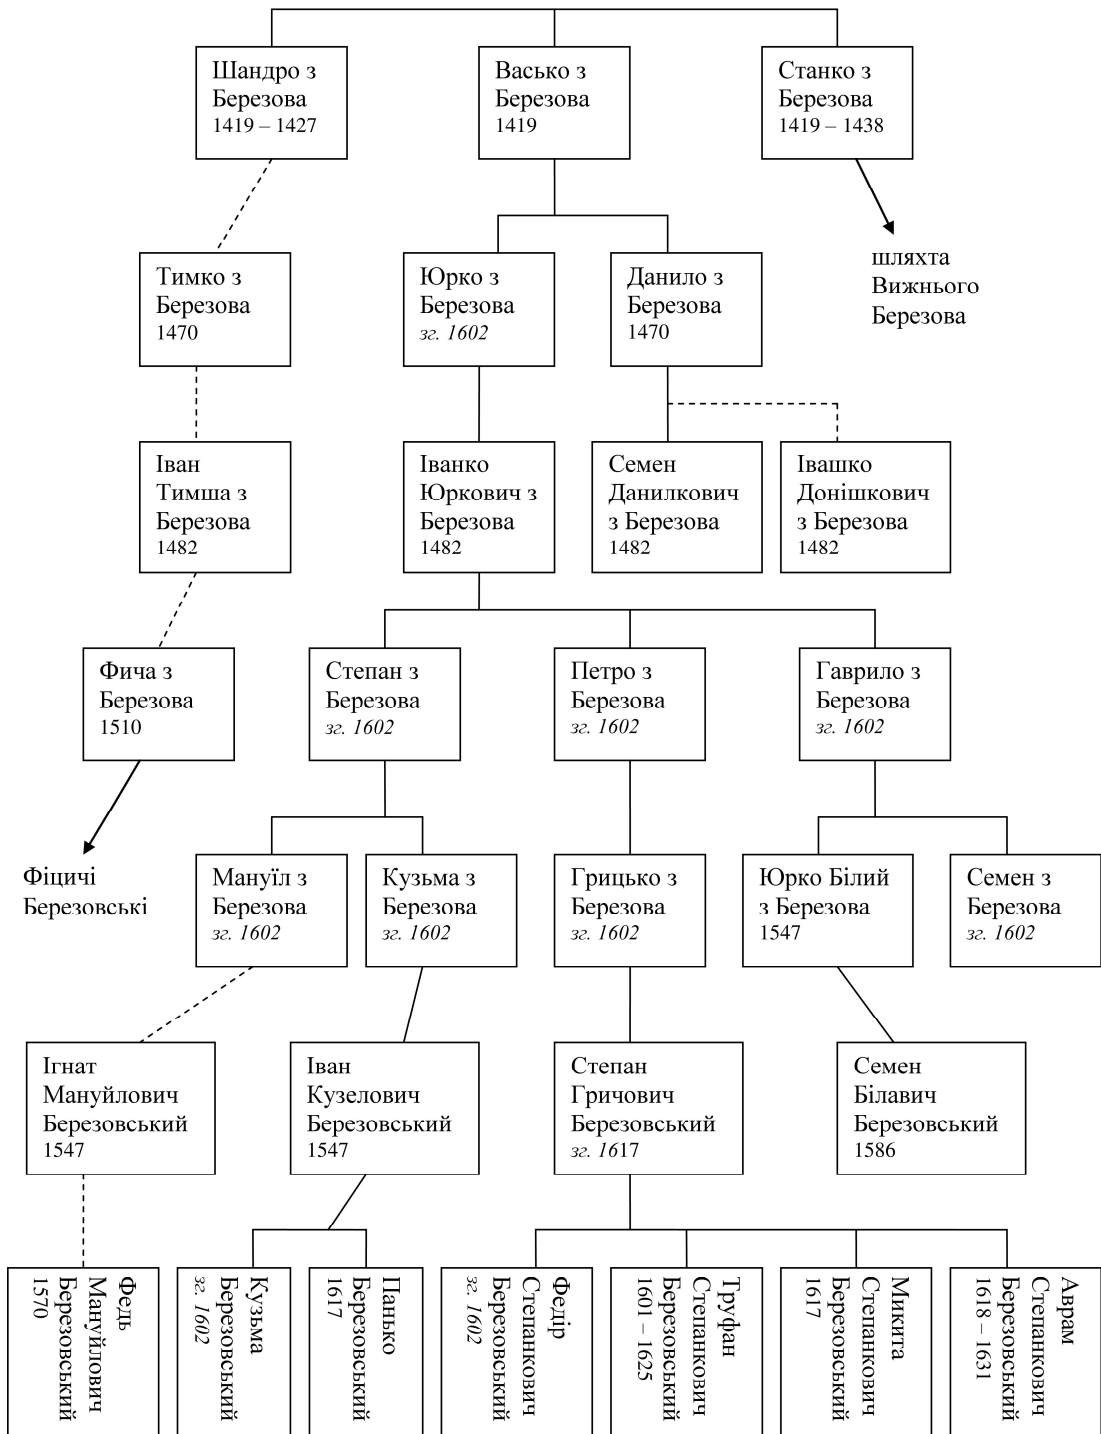 Шандро з
Березова
1419 – 1427
Васько з
Березова
1419
Станко з
Березова
1419 – 1438
Тимко з
Березова
1470
Юрко з
Березова
зг. 1602
Данило з
Березова
1470
шляхта
Вижнього
Березова
Іван
Тимша з
Березова
1482
Іванко
Юркович з
Березова
1482
Семен
Данилкович
з Березова
1482
Івашко
Донішкович
з Березова
1482
Фича з
Березова
1510
Степан з
Березова
зг. 1602
Петро з
Березова
зг. 1602
Гаврило з
Березова
зг. 1602
Фіцичі
Березовські
Мануїл з
Березова
зг. 1602
Кузьма з
Березова
зг. 1602
Грицько з
Березова
зг. 1602
Юрко Білий
з Березова
1547
Семен з
Березова
зг. 1602
Ігнат
Мануйлович
Березовський
1547
Іван
Кузелович
Березовський
1547
Степан
Гричович
Березовський
зг. 1617
Семен
Білавич
Березовський
1586
Федь
Мануйлович
Березовський
1570
Кузьма
Березовський
зг. 1602
Панько
Березовський
1617
Федір
Степанкович
Березовський
зг. 1602
Труфан
Степанкович
Березовський
1601 – 1625
Микита
Степанкович
Березовський
1617
Аврам
Степанкович
Березовський
1618 – 1631